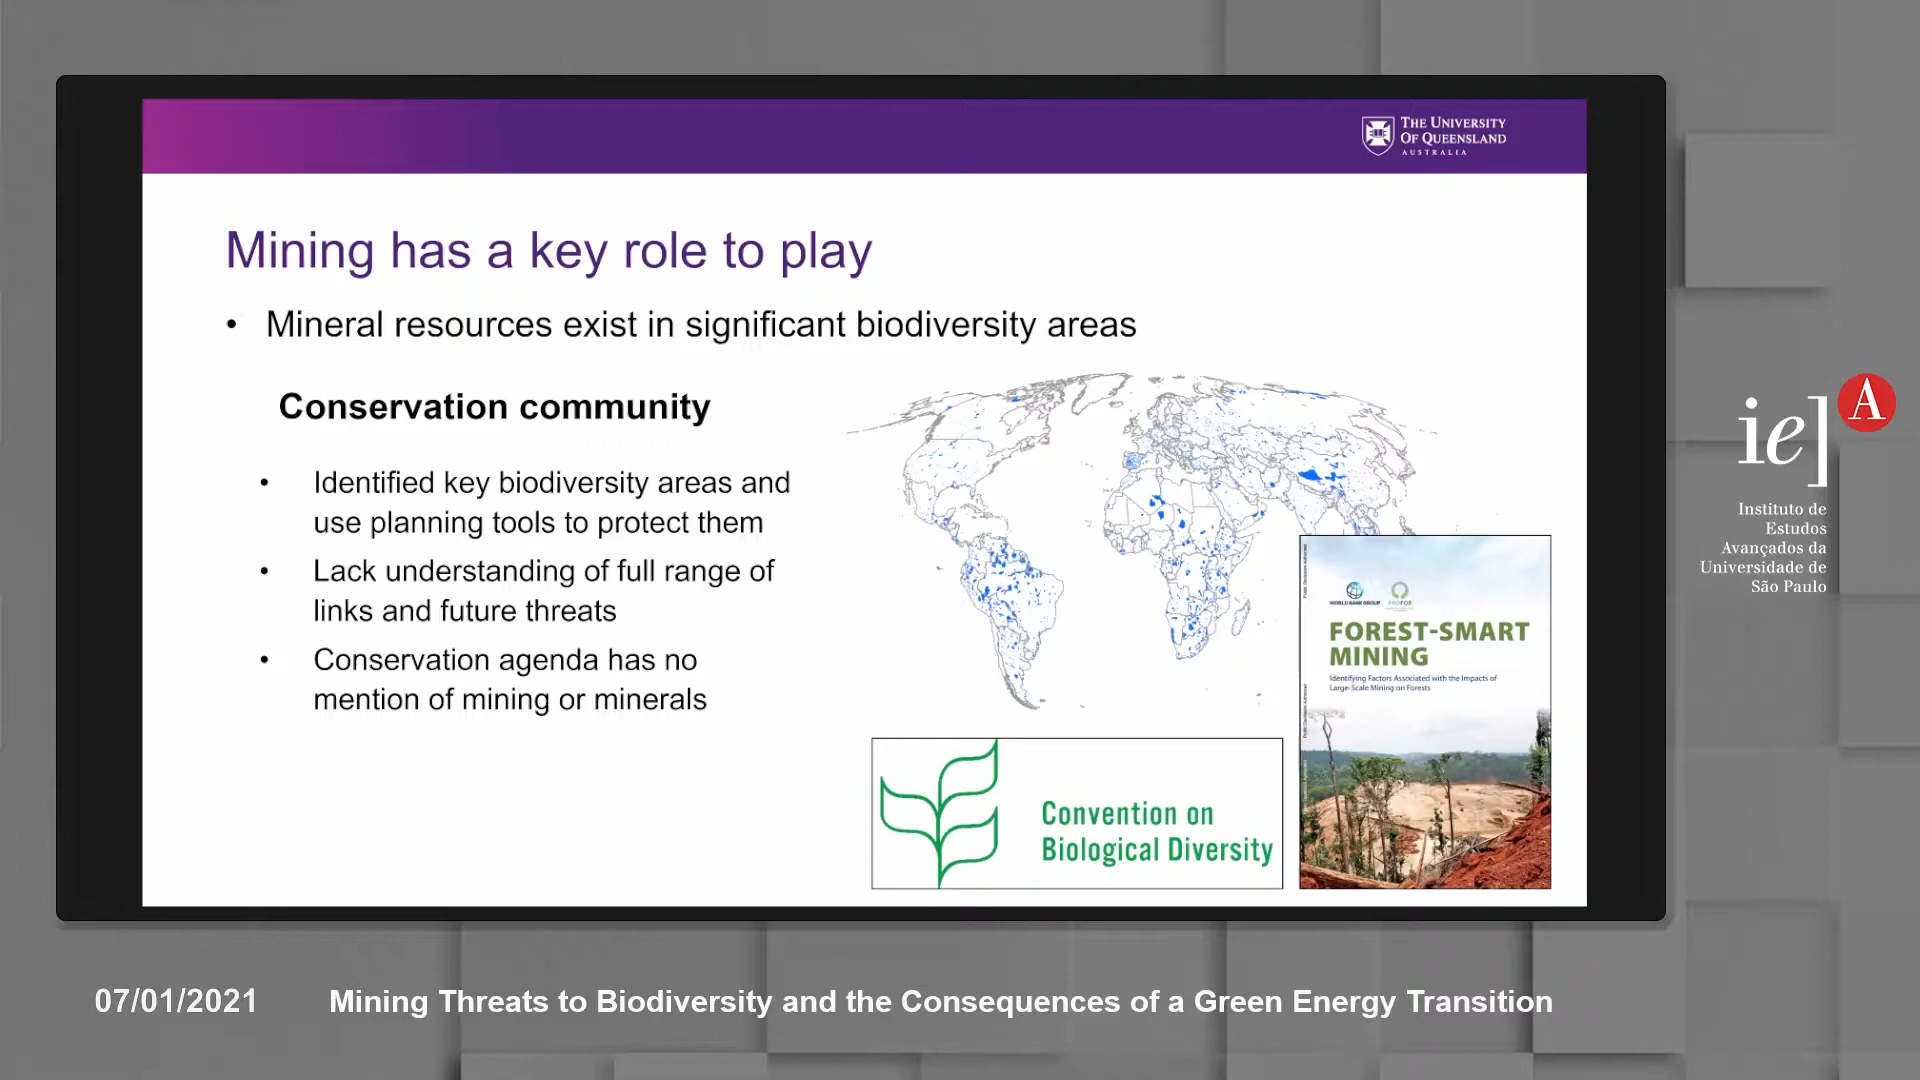 THE UNIVERSITY
OF QUEENSLAND
AUSTRALIA
Mining has a key role to play
• Mineral resources exist in significant biodiversity areas
Conservation community
• Identified key biodiversity areas and
use planning tools to protect them
• Lack understanding of full range of
links and future threats
• Conservation agenda has no
mention of mining or minerals
WORLD BANK GROUP
PROFOR
FOREST-SMART
MINING
Identifying Factors Associated with the Impacts of
Large-Scale Mining on Forests
Convention on
Biological Diversity
ie] A
Instituto de
Estudos
Avançados da
Universidade de
São Paulo
07/01/2021
Mining Threats to Biodiversity and the Consequences of a Green Energy Transition